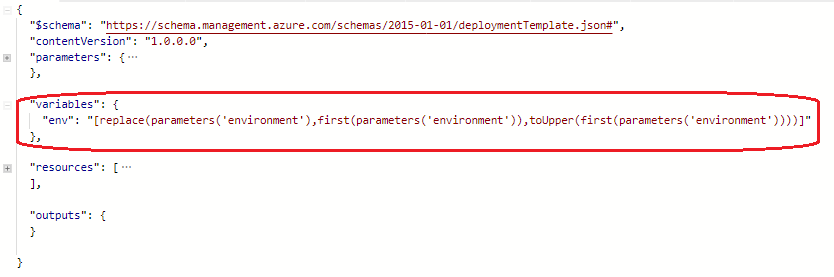 {
"$schema": "https://schema.management.azure.com/schemas/2015-01-01/deploymentTemplate.json#",
"contentVersion": "1.0.0.0",
"parameters": {···
},
"variables": {
"env": "[replace(parameters('environment'),first(parameters('environment')),toUpper(first(parameters('environment'))))]"
},
"resources": [···
],
"outputs": {
}
}